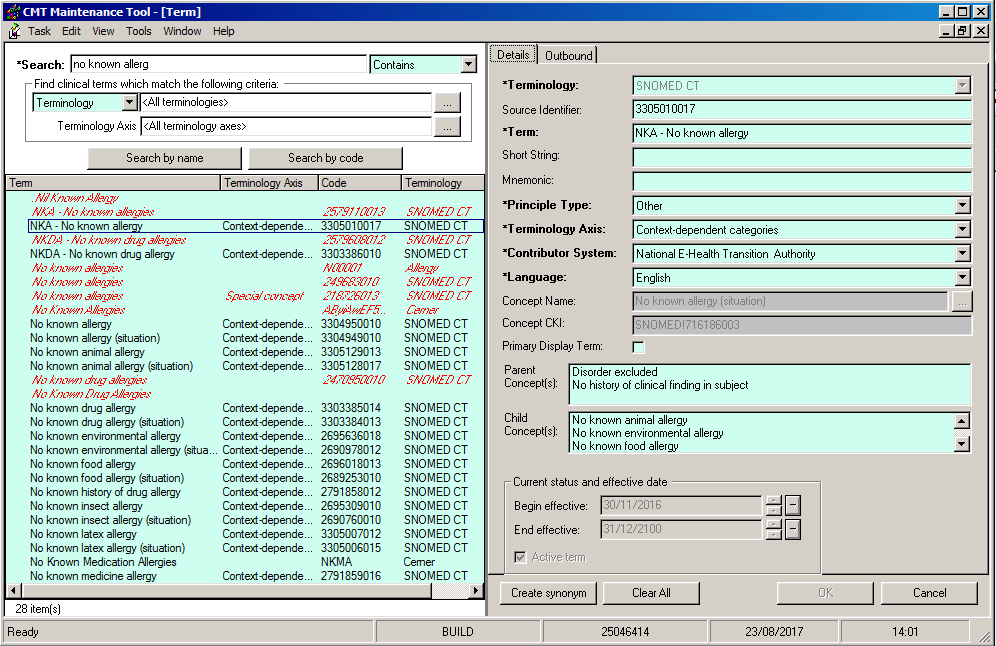 CMT Maintenance Tool - [Term]
Task Edit View Tools Window Help
*Search: no known allerg Contains
Find clinical terms which match the following criteria:
Terminology <All terminologies> ...
Terminology Axis <All terminology axes> ...
Search by name Search by code
Term Terminology Axis Code Terminology
.Nil Known Allergy
NKA - No known allergies 2579110013 SNOMED CT
NKA - No known allergy Context-depende... 3305010017 SNOMED CT
NKDA - No known drug allergies 2579606012 SNOMED CT
NKDA - No known drug allergy Context-depende... 3303386010 SNOMED CT
No known allergies N00001 Allergy
No known allergies 249683010 SNOMED CT
No known allergies Special concept 218726013 SNOMED CT
No Known Allergies AByAwEF5... Cerner
No known allergy Context-depende... 3304950010 SNOMED CT
No known allergy (situation) Context-depende... 3304949010 SNOMED CT
No known animal allergy Context-depende... 3305129013 SNOMED CT
No known animal allergy (situation) Context-depende... 3305128017 SNOMED CT
No known drug allergies 2470950010 SNOMED CT
No Known Drug Allergies
No known drug allergy Context-depende... 3303385014 SNOMED CT
No known drug allergy (situation) Context-depende... 3303384013 SNOMED CT
No known environmental allergy Context-depende... 2695636018 SNOMED CT
No known environmental allergy (situa... Context-depende... 2690978012 SNOMED CT
No known food allergy Context-depende... 2696018013 SNOMED CT
No known food allergy (situation) Context-depende... 2689253010 SNOMED CT
No known history of drug allergy Context-depende... 2791858012 SNOMED CT
No known insect allergy Context-depende... 2695309010 SNOMED CT
No known insect allergy (situation) Context-depende... 2690760010 SNOMED CT
No known latex allergy Context-depende... 3305007012 SNOMED CT
No known latex allergy (situation) Context-depende... 3305006015 SNOMED CT
No Known Medication Allergies NKMA Cerner
No known medicine allergy Context-depende... 2791859016 SNOMED CT
28 item(s)
Details Outbound
*Terminology: SNOMED CT
Source Identifier: 3305010017
*Term: NKA - No known allergy
Short String:
Mnemonic:
*Principle Type: Other
*Terminology Axis: Context-dependent categories
*Contributor System: National E-Health Transition Authority
*Language: English
Concept Name: No known allergy (situation) ...
Concept CKI: SNOMED!716186003
Primary Display Term:
Parent Concept(s):
Disorder excluded
No history of clinical finding in subject
Child Concept(s):
No known animal allergy
No known environmental allergy
No known food allergy
Current status and effective date
Begin effective: 30/11/2016
End effective: 31/12/2100
Active term
Create synonym Clear All OK Cancel
Ready BUILD 25046414 23/08/2017 14:01